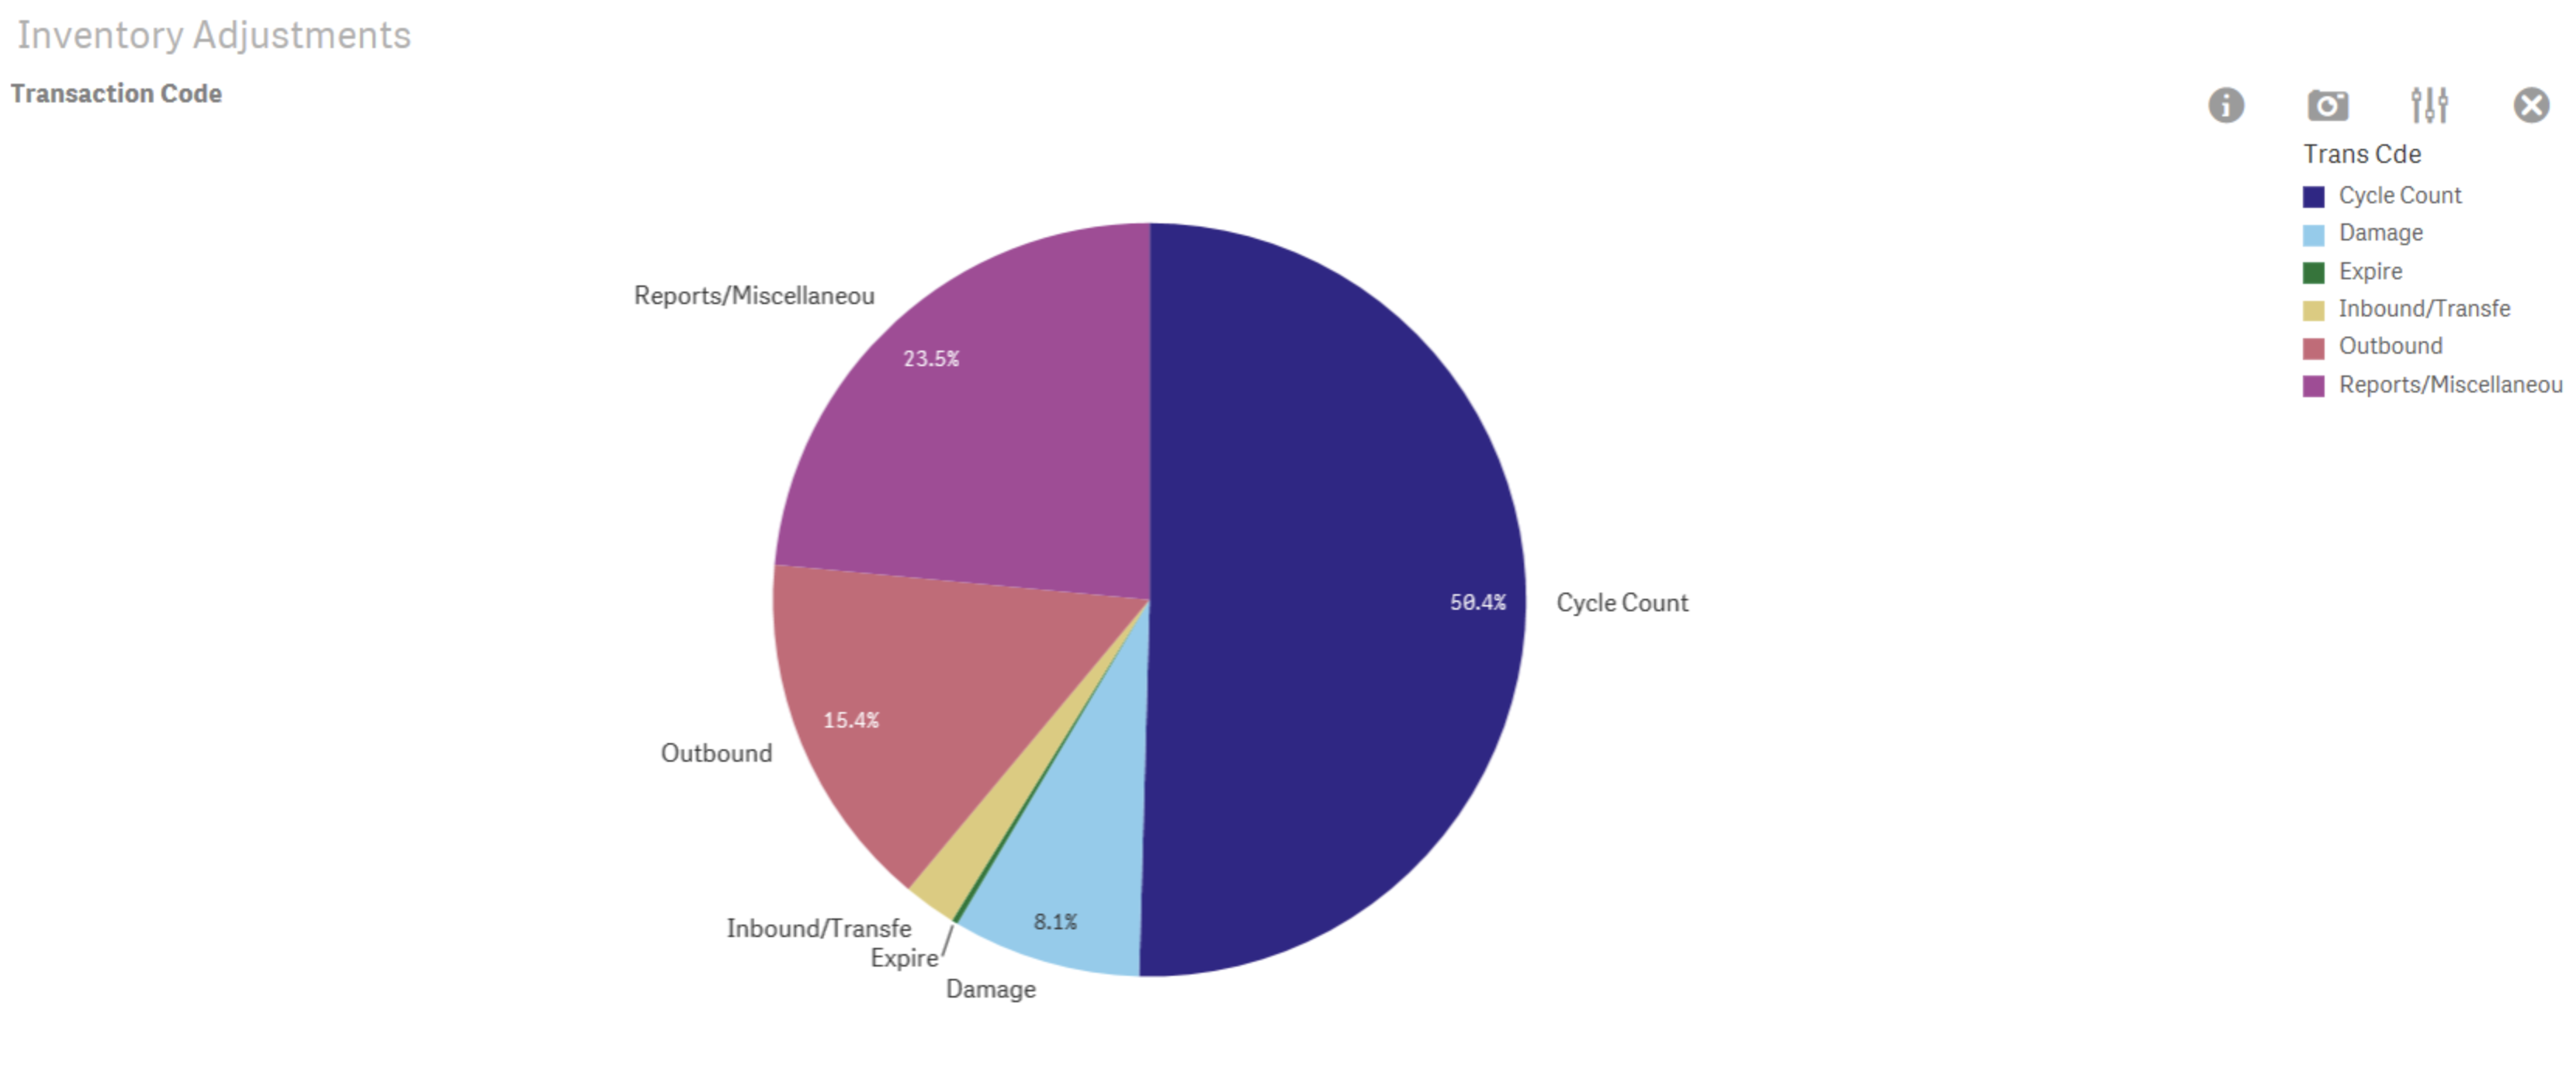 Inventory Adjustments
Transaction Code
Trans Cde
Cycle Count
Damage
Expire
Inbound/Transfe
Outbound
Reports/Miscellaneou
Reports/Miscellaneou
23.5%
50.4%
Cycle Count
15.4%
Outbound
8.1%
Inbound/Transfe
Expire
Damage